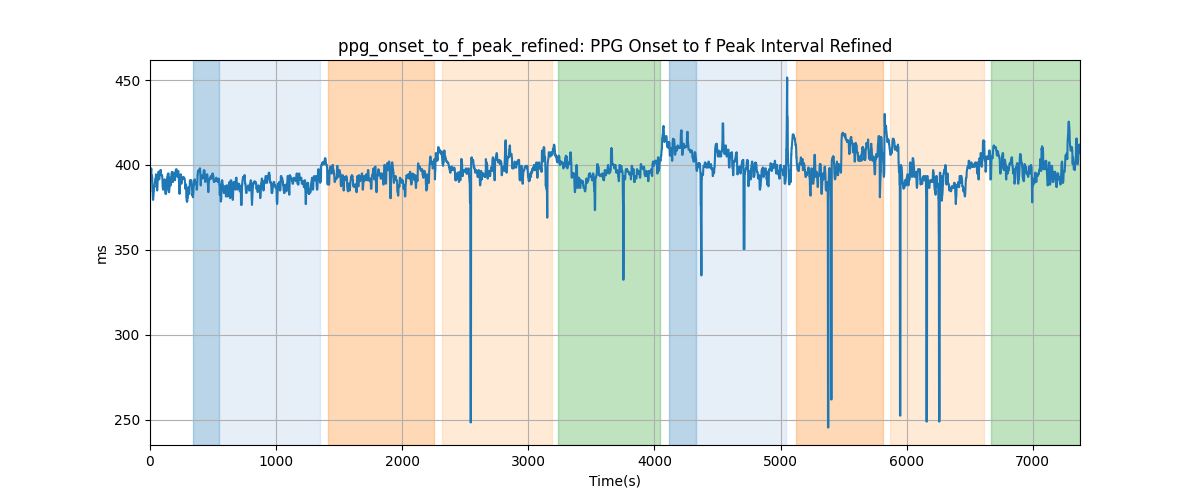 ppg_onset_to_f_peak_refined: PPG Onset to f Peak Interval Refined
450
400
350
300
250
ms
0 1000 2000 3000 4000 5000 6000 7000
Time(s)